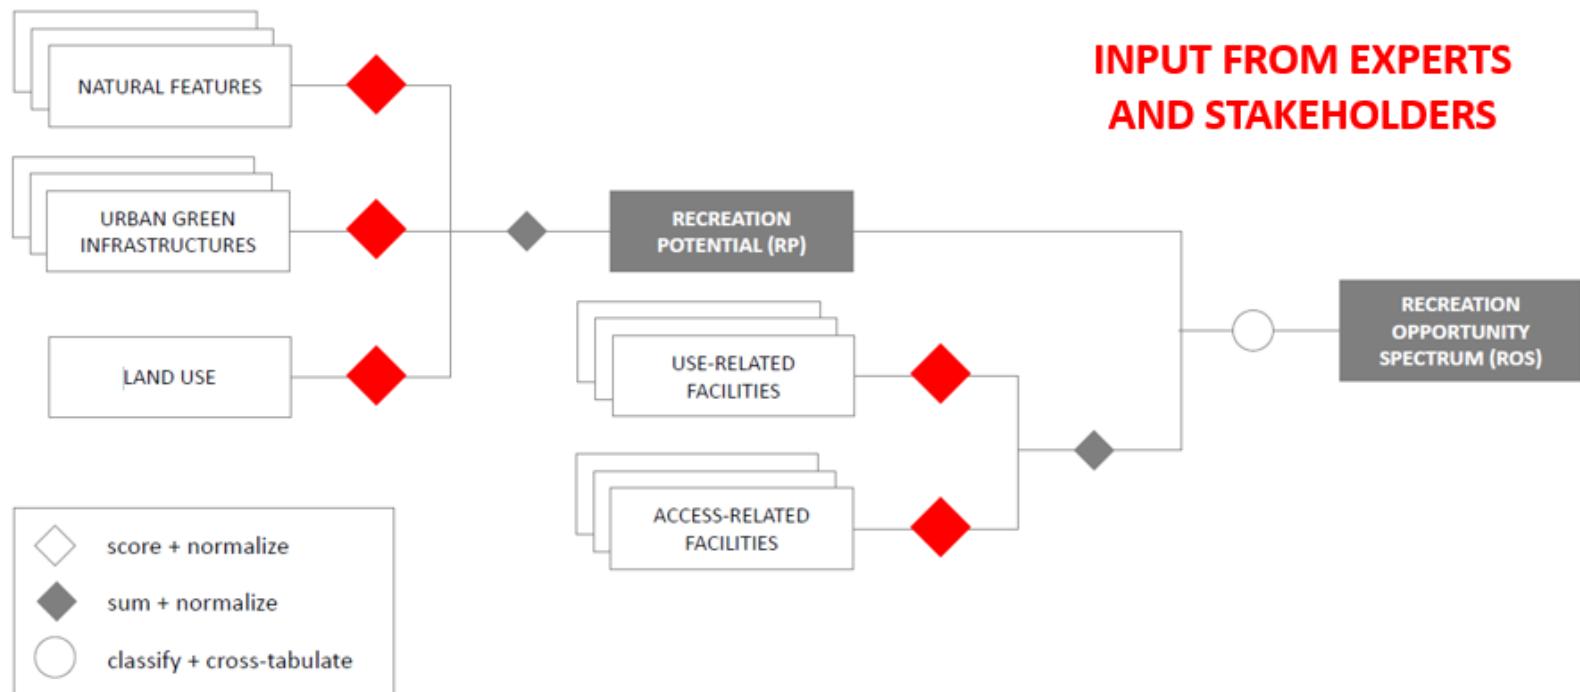 INPUT FROM EXPERTS
AND STAKEHOLDERS
NATURAL FEATURES
URBAN GREEN
INFRASTRUCTURES
RECREATION
POTENTIAL (RP)
LAND USE
USE-RELATED
FACILITIES
RECREATION
OPPORTUNITY
SPECTRUM (ROS)
ACCESS-RELATED
FACILITIES
score + normalize
sum + normalize
classify + cross-tabulate